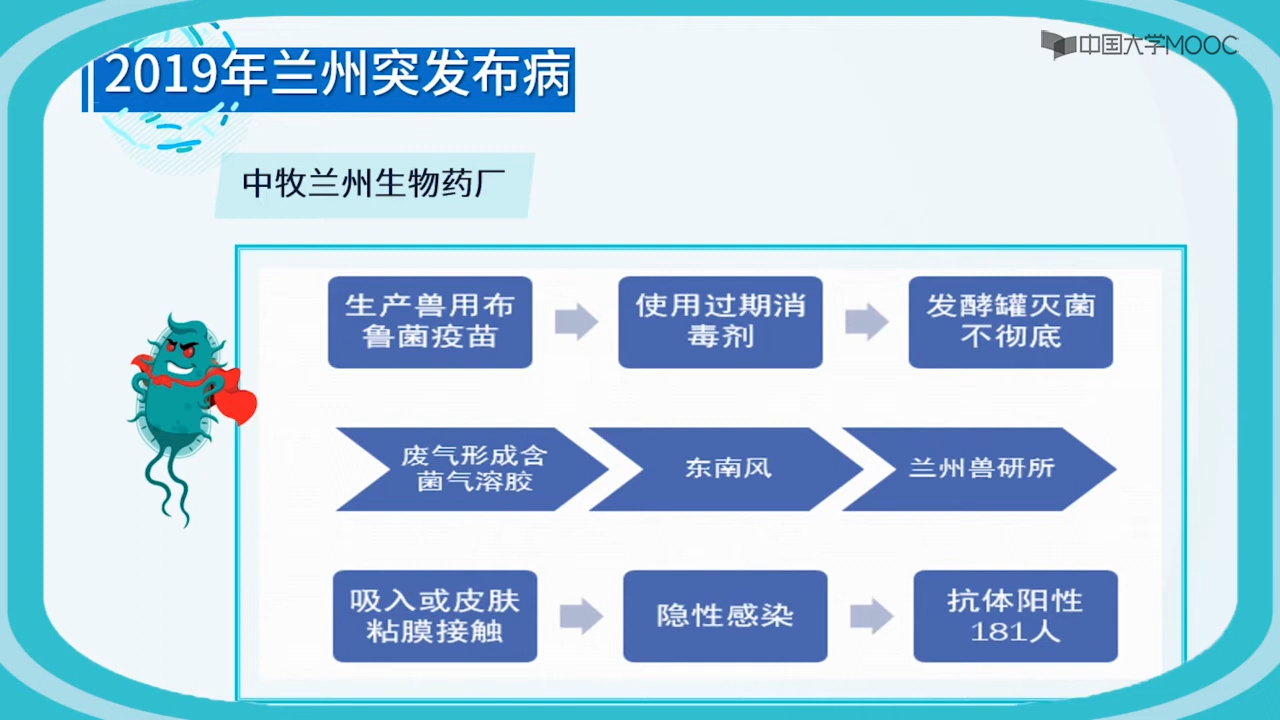 2019年兰州突发布病
中国大学MOOC
中牧兰州生物药厂
生产兽用布
鲁菌疫苗
使用过期消
毒剂
发酵罐灭菌
不彻底
废气形成含
菌气溶胶
东南风
兰州兽研所
吸入或皮肤
粘膜接触
隐性感染
抗体阳性
181人